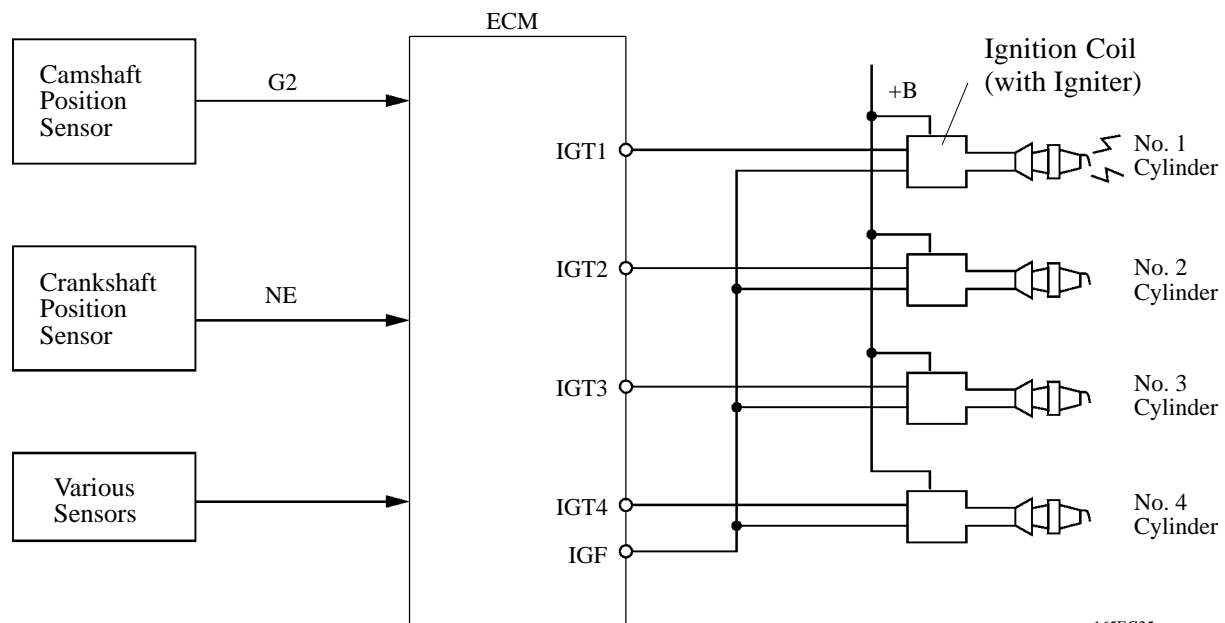 ECM
Ignition Coil
(with Igniter)
Camshaft
Position
Sensor
G2
+B
IGT1
No. 1
Cylinder
Crankshaft
Position
Sensor
NE
IGT2
No. 2
Cylinder
IGT3
No. 3
Cylinder
Various
Sensors
IGT4
No. 4
Cylinder
IGF